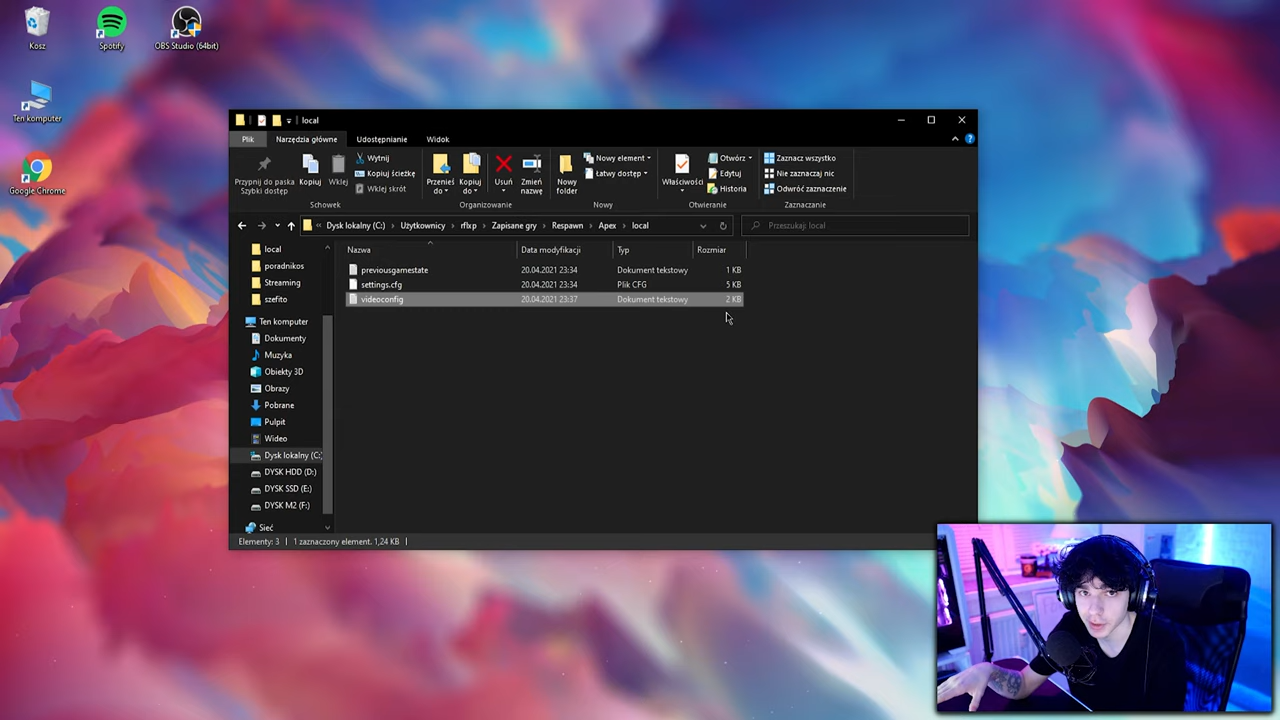 Kosz
Spotify
OBS Studio (64bit)
Ten komputer
Google Chrome
local
Plik
Narzędzia główne
Udostępnianie
Widok
Przypnij do paska
Szybki dostęp
Kopiuj
Wklej
Wytnij
Kopiuj ścieżkę
Wklej skrót
Schowek
Przenieś
do
Kopiuj
do
Usuń
Zmień
nazwę
Organizowanie
Nowy
folder
Nowy element
Łatwy dostęp
Nowy
Właściwości
Otwórz
Edytuj
Historia
Otwieranie
Zaznacz wszystko
Nie zaznaczaj nic
Odwróć zaznaczenie
Zaznaczanie
« Dysk lokalny (C:) › Użytkownicy › rflxp › Zapisane gry › Respawn › Apex › local
Przeszukaj: local
local
poradnikos
Streaming
szefito
Ten komputer
Dokumenty
Muzyka
Obiekty 3D
Obrazy
Pobrane
Pulpit
Wideo
Dysk lokalny (C:)
DYSK HDD (D:)
DYSK SSD (E:)
DYSK M2 (F:)
Sieć
Nazwa Data modyfikacji Typ Rozmiar
previousgamestate 20.04.2021 23:34 Dokument tekstowy 1 KB
settings.cfg 20.04.2021 23:34 Plik CFG 5 KB
videoconfig 20.04.2021 23:37 Dokument tekstowy 2 KB
Elementy: 3 | 1 zaznaczony element. 1,24 KB |